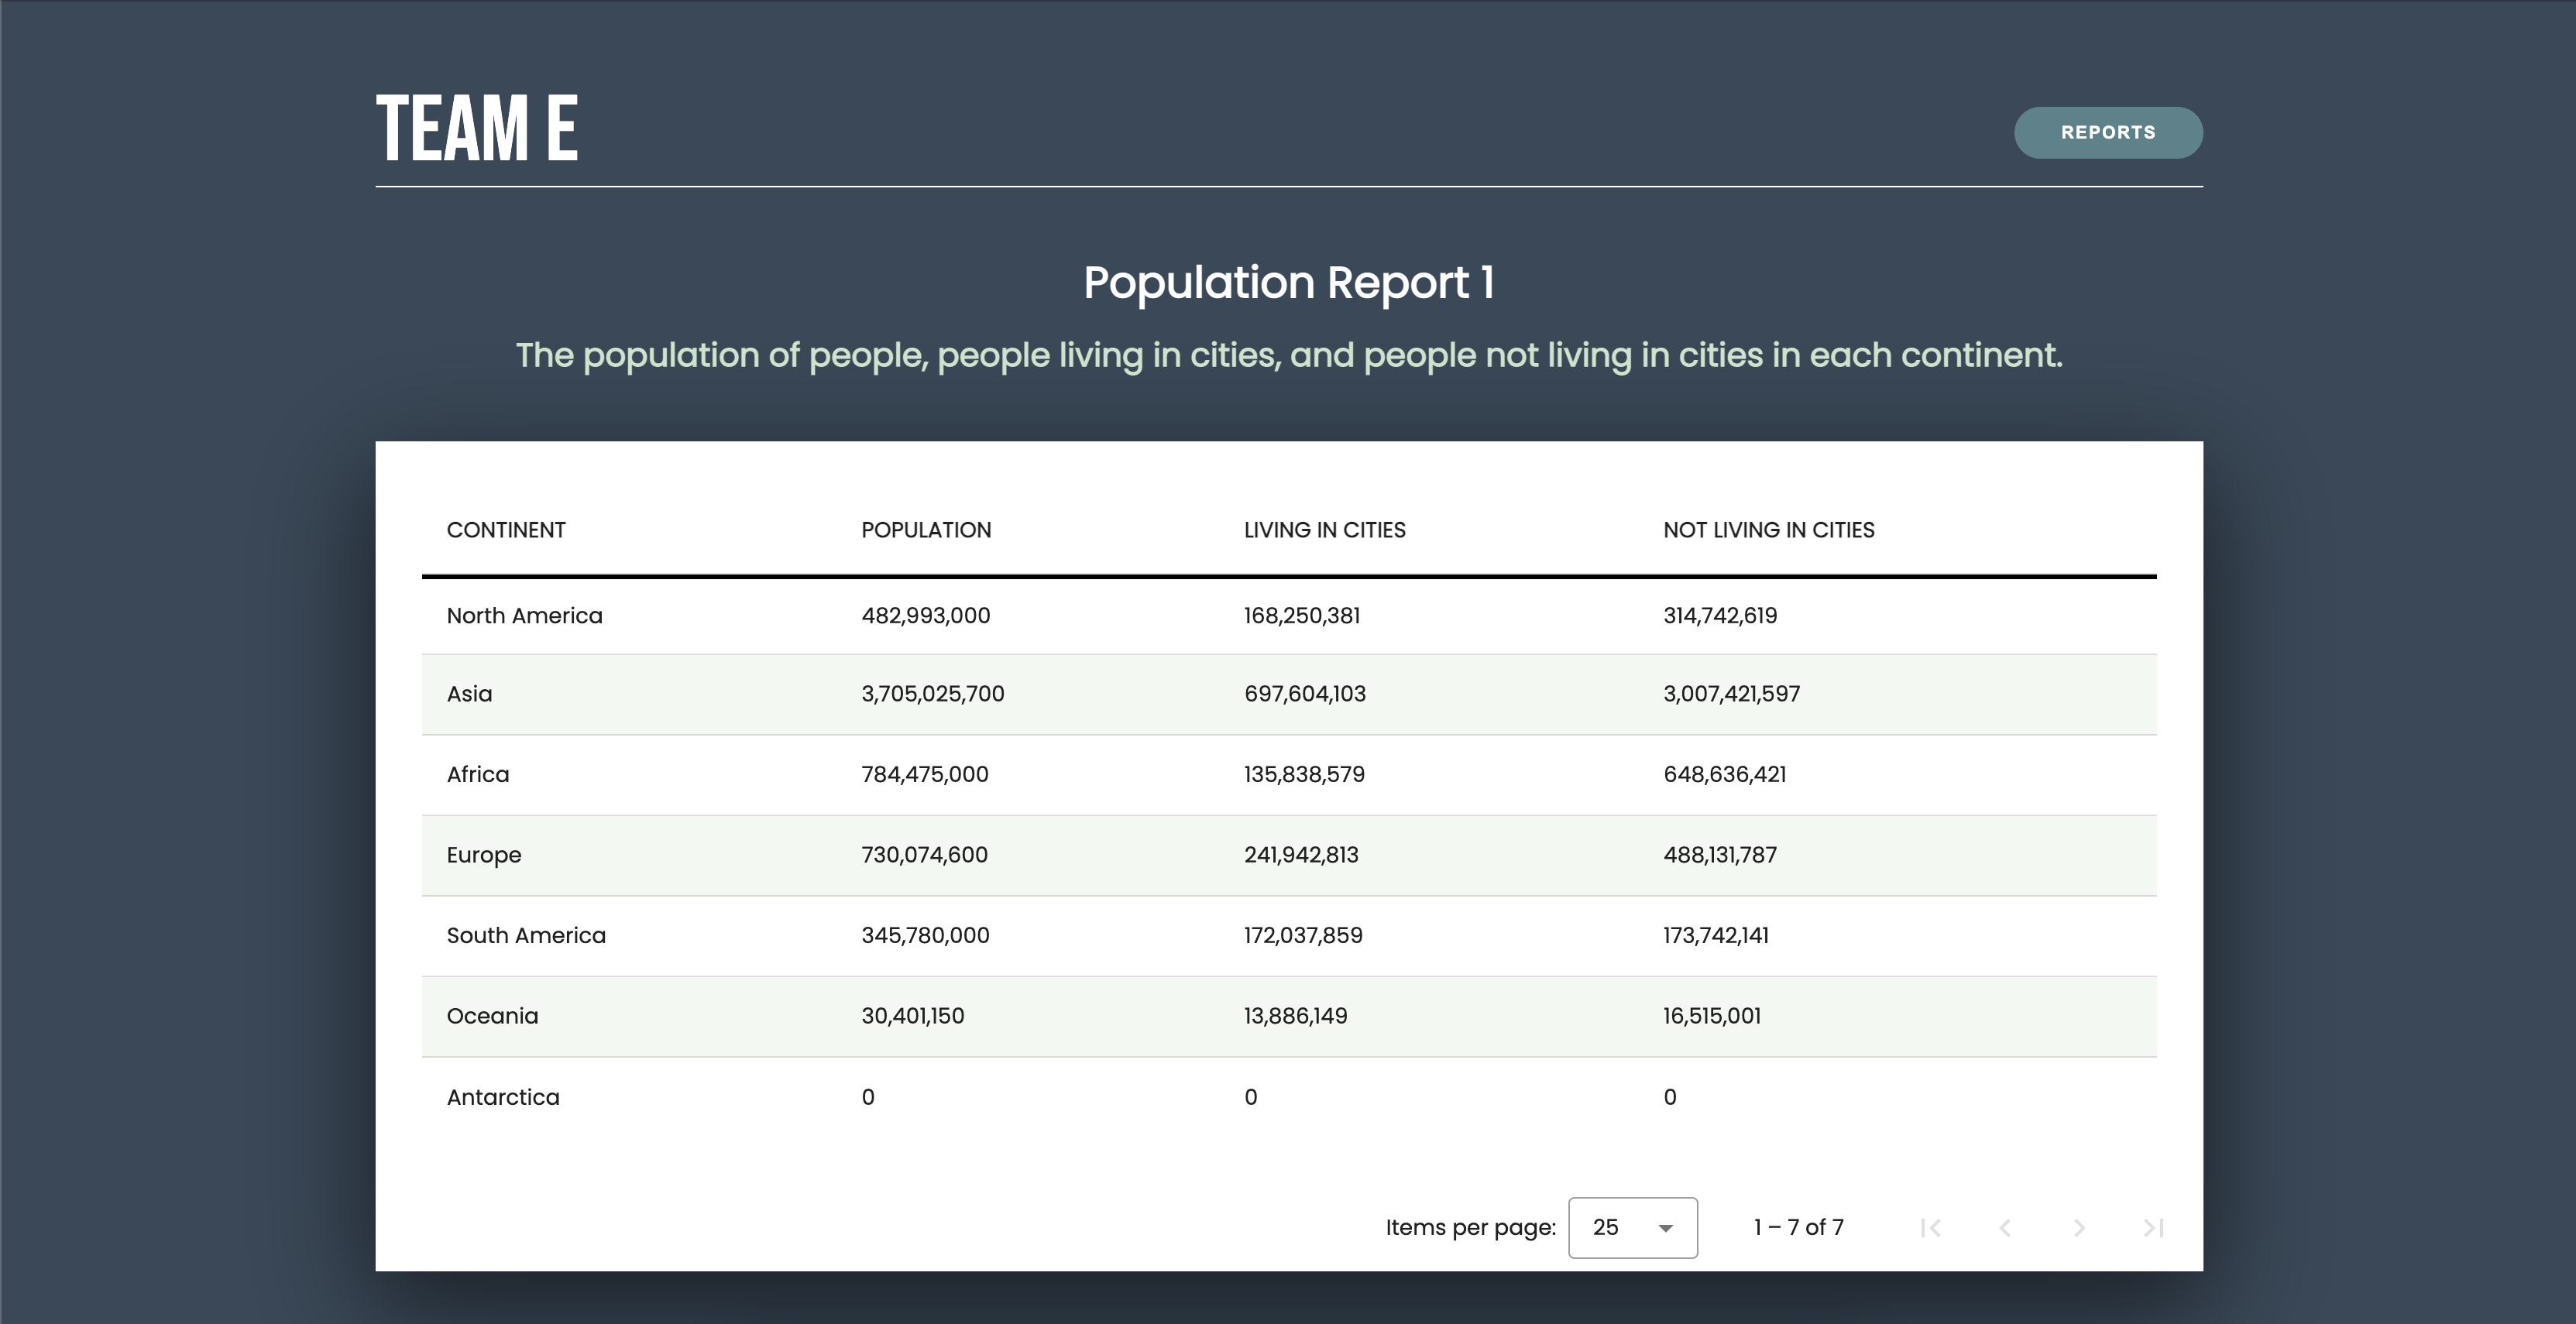 TEAM E
REPORTS
Population Report 1
The population of people, people living in cities, and people not living in cities in each continent.
CONTINENT POPULATION LIVING IN CITIES NOT LIVING IN CITIES
North America 482,993,000 168,250,381 314,742,619
Asia 3,705,025,700 697,604,103 3,007,421,597
Africa 784,475,000 135,838,579 648,636,421
Europe 730,074,600 241,942,813 488,131,787
South America 345,780,000 172,037,859 173,742,141
Oceania 30,401,150 13,886,149 16,515,001
Antarctica 0 0 0
Items per page: 25 1 – 7 of 7